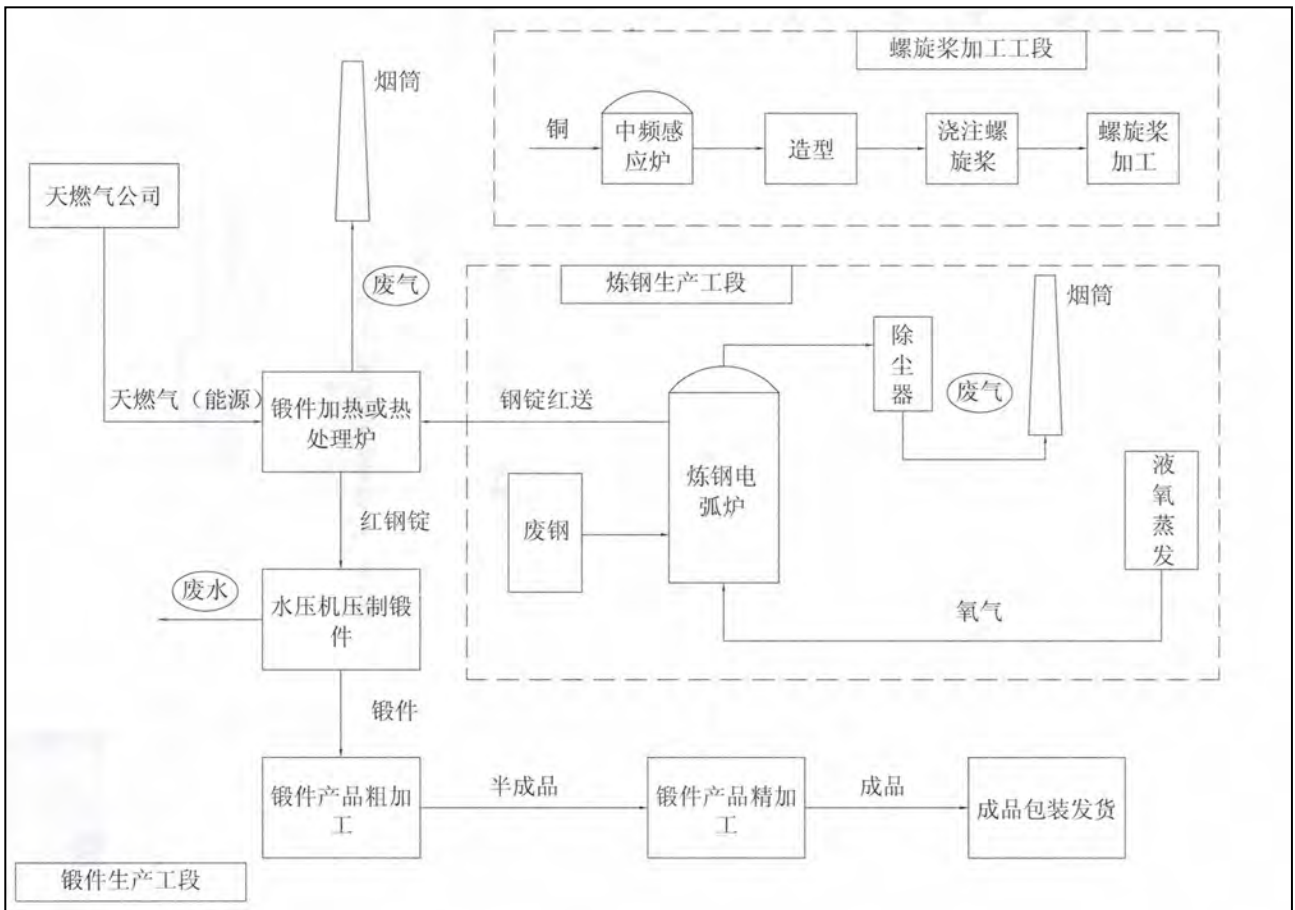 螺旋桨加工工段
烟筒
铜
中频感
应炉
造型
浇注螺
旋桨
螺旋桨
加工
天燃气公司
废气
炼钢生产工段
烟筒
除
尘
器
废气
天燃气（能源）
锻件加热或热
处理炉
钢锭红送
炼钢电
弧炉
液
氧
蒸
发
废钢
红钢锭
废水
水压机压制锻
件
氧气
锻件
锻件产品粗加
工
半成品
锻件产品精加
工
成品
成品包装发货
锻件生产工段